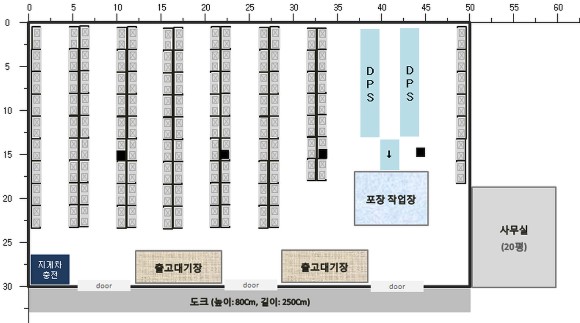 0 5 10 15 20 25 30 35 40 45 50 55 60
0
5
10
15
20
25
30
D
P
S
D
P
S
↓
포장 작업장
사무실
(20평)
지게차
충전
출고대기장
출고대기장
door
door
door
도크 (높이: 80Cm, 길이: 250Cm)